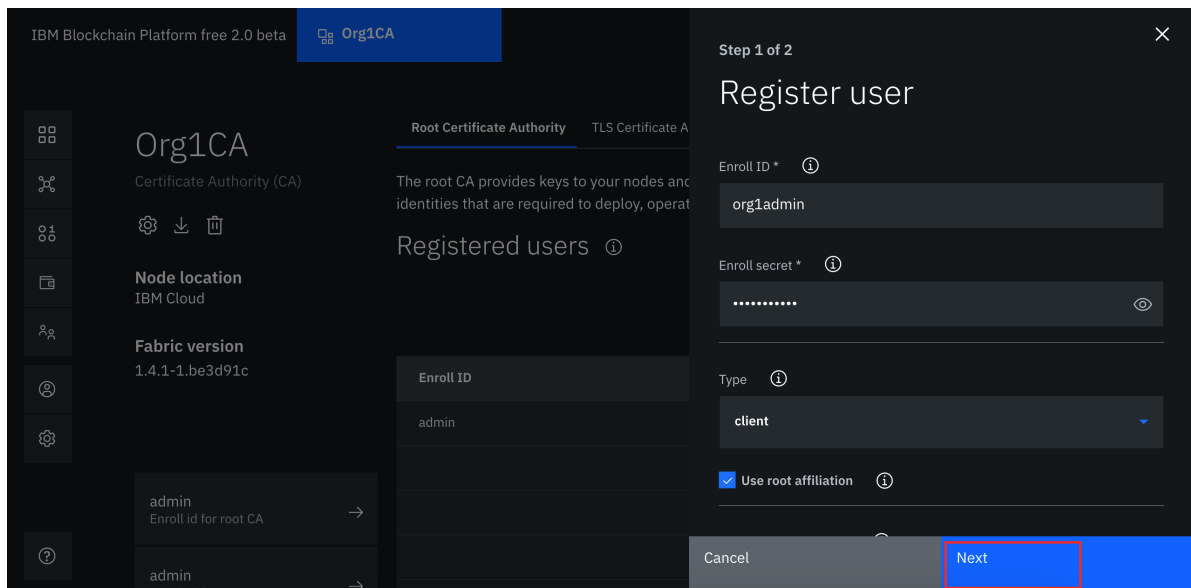 IBM Blockchain Platform free 2.0 beta
Org1CA
Org1CA
Certificate Authority (CA)
Node location
IBM Cloud
Fabric version
1.4.1-1.be3d91c
admin
Enroll id for root CA
admin
Root Certificate Authority
TLS Certificate A
The root CA provides keys to your nodes and
identities that are required to deploy, operat
Registered users
Enroll ID
admin
Step 1 of 2
Register user
Enroll ID *
org1admin
Enroll secret *
•••••••••••
Type
client
Use root affiliation
Cancel
Next